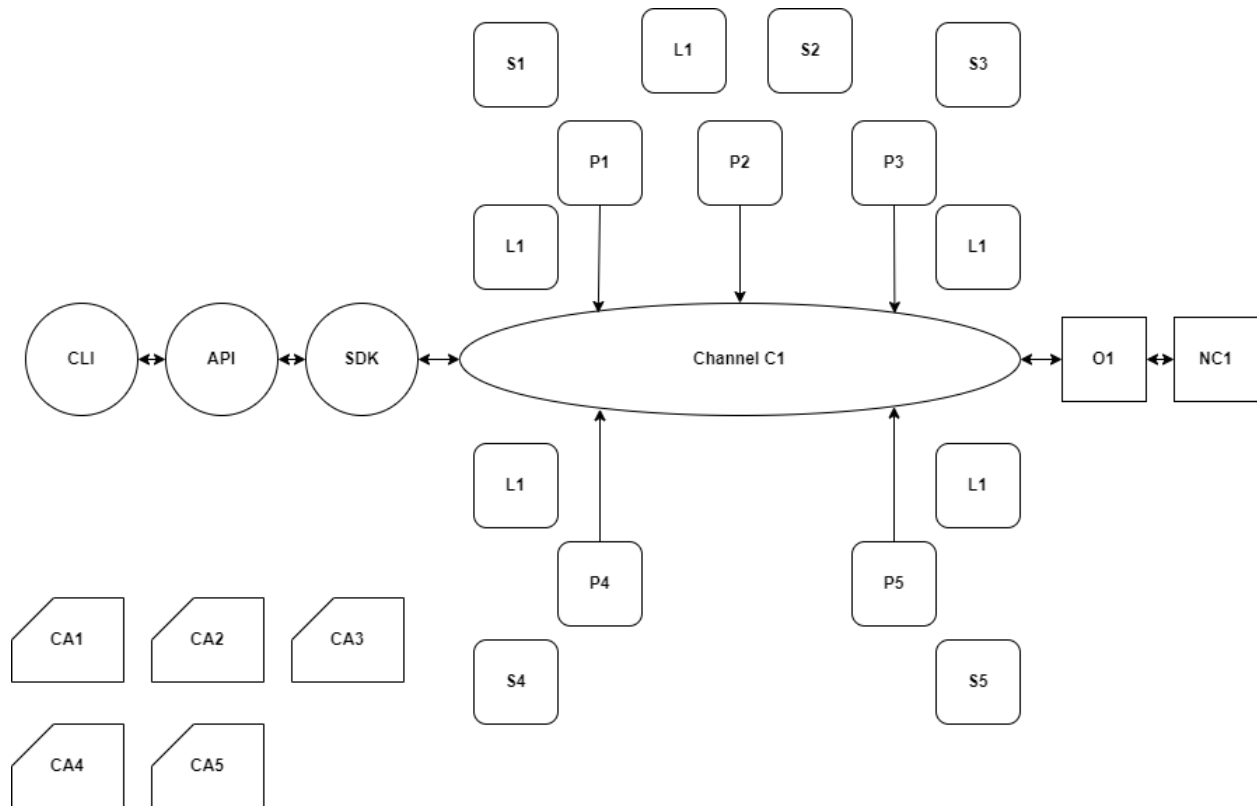 L1
S2
S1
S3
P1
P2
P3
L1
L1
CLI
API
SDK
Channel C1
O1
NC1
L1
L1
P4
P5
CA1
CA2
CA3
S4
S5
CA4
CA5